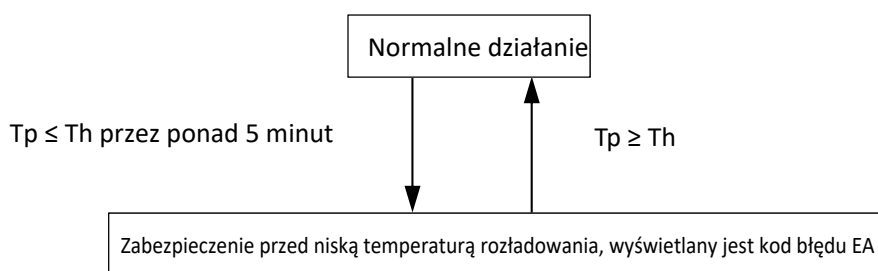 Normalne działanie
Tp ≤ Th przez ponad 5 minut
Tp ≥ Th
Zabezpieczenie przed niską temperaturą rozładowania, wyświetlany jest kod błędu EA